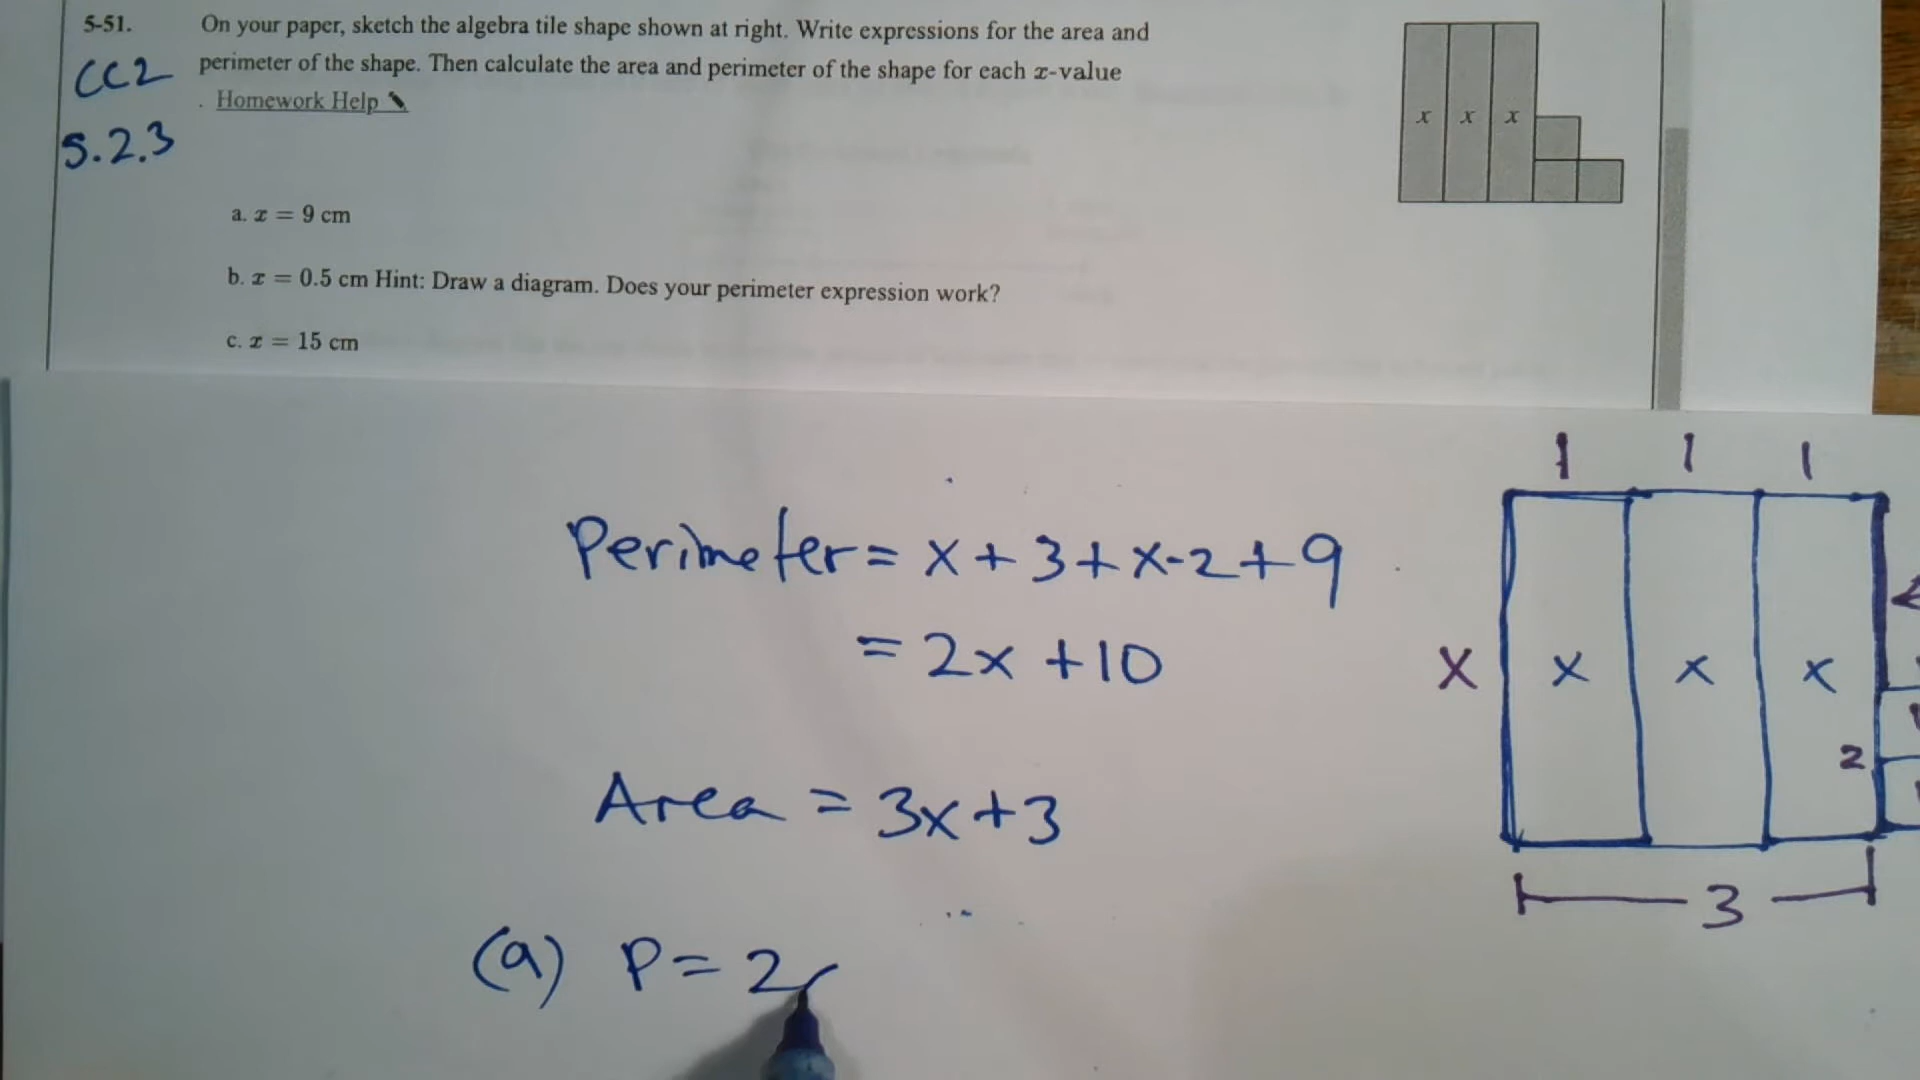 5-51. On your paper, sketch the algebra tile shape shown at right. Write expressions for the area and
perimeter of the shape. Then calculate the area and perimeter of the shape for each x-value
. Homework Help ✎
CC2
5.2.3
x x x
a. x = 9 cm
b. x = 0.5 cm Hint: Draw a diagram. Does your perimeter expression work?
c. x = 15 cm
1 1 1
Perimeter = x + 3 + x - 2 + 9
= 2x + 10
X x x x
2
Area = 3x + 3
3
(a) P = 2(